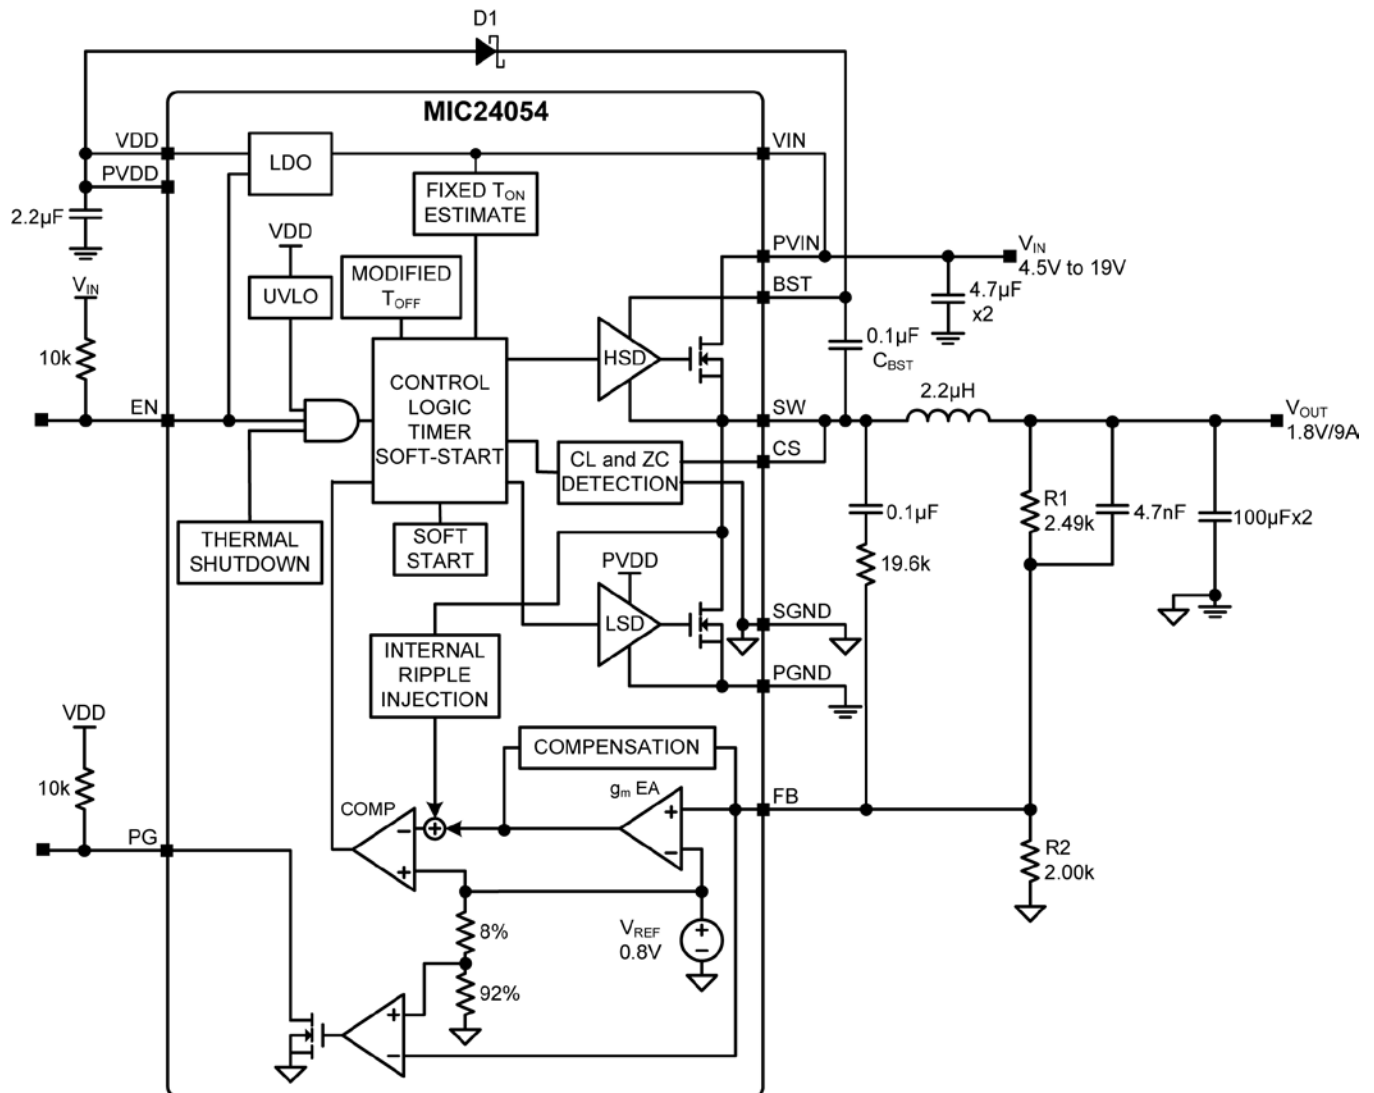 D1
MIC24054
VDD
LDO
VIN
PVDD
FIXED TON
ESTIMATE
2.2µF
VDD
PVIN
VIN
4.5V to 19V
MODIFIED
TOFF
BST
4.7µF
x2
VIN
UVLO
0.1µF
CBST
10k
HSD
CONTROL
LOGIC
TIMER
SOFT-START
2.2µH
EN
SW
VOUT
1.8V/9A
CS
CL and ZC
DETECTION
R1
2.49k
0.1µF
4.7nF
100µFx2
THERMAL
SHUTDOWN
SOFT
START
PVDD
19.6k
LSD
SGND
INTERNAL
RIPPLE
INJECTION
PGND
VDD
COMPENSATION
10k
gm EA
COMP
FB
+
−
+
−
+
PG
+
R2
2.00k
8%
VREF
0.8V
+
−
92%
+
−